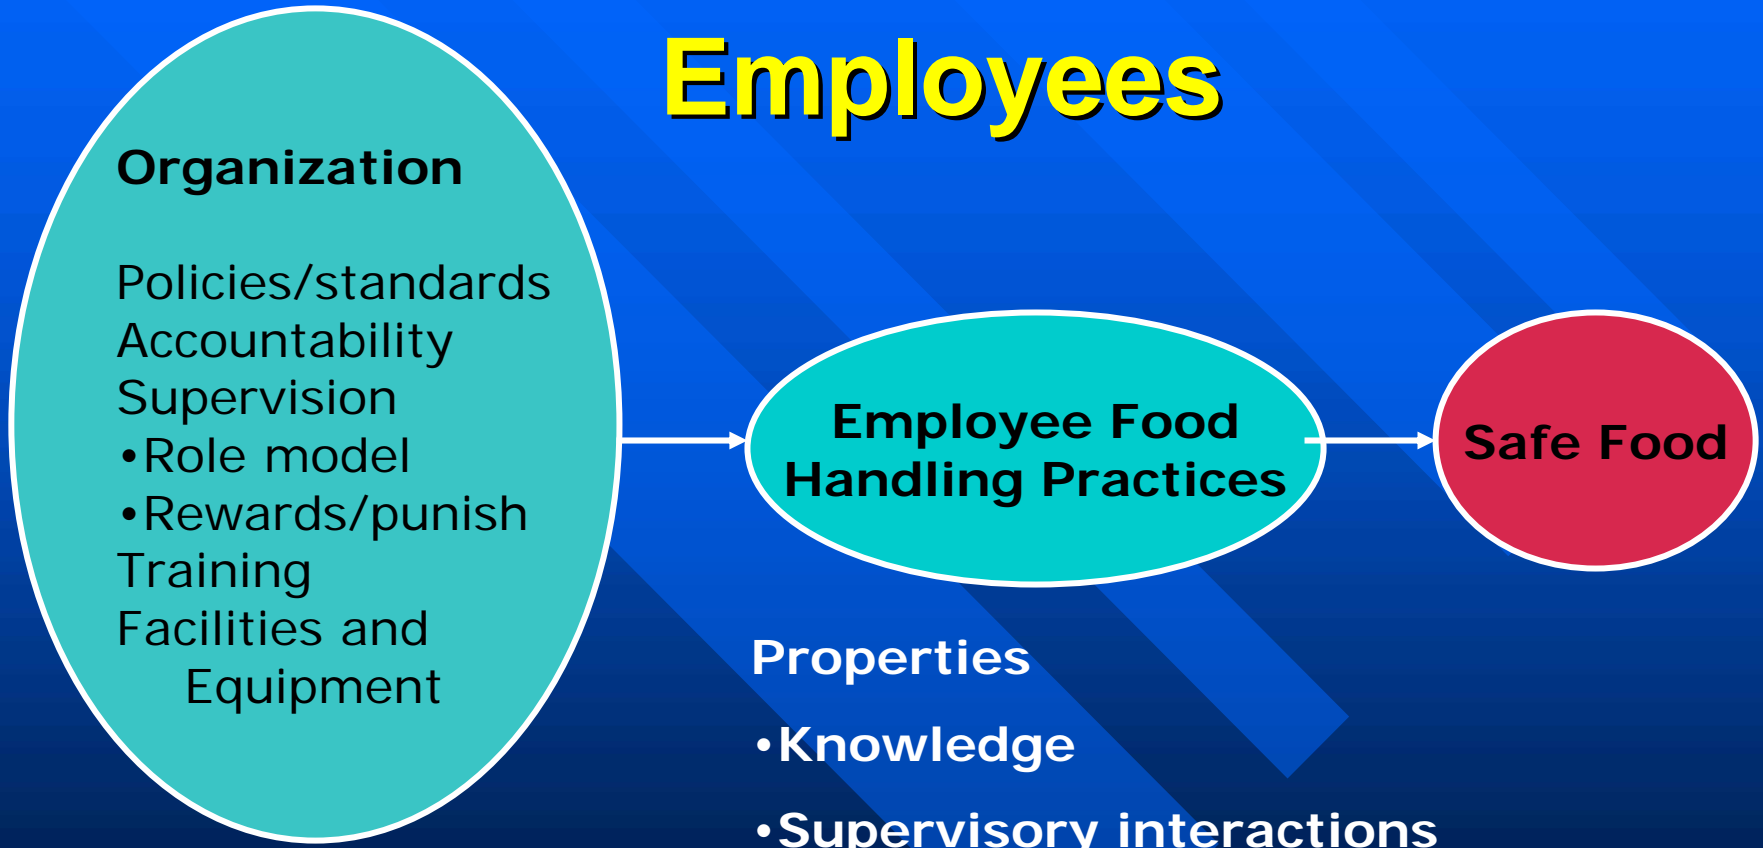 Employees
Organization
Policies/standards
Accountability
Supervision
•Role model
•Rewards/punish
Training
Facilities and
Equipment
Employee Food
Handling Practices
Safe Food
Properties
•Knowledge
•Supervisory interactions